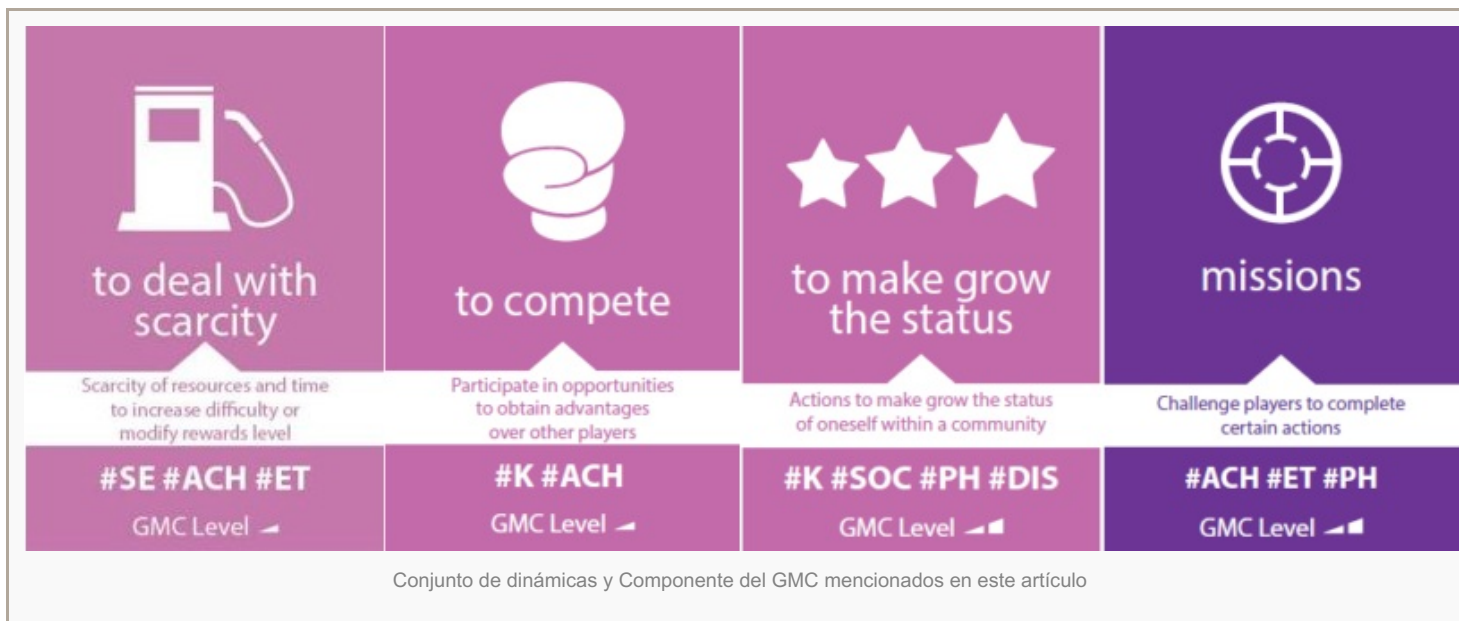 to deal with
scarcity
Scarcity of resources and time
to increase difficulty or
modify rewards level
#SE #ACH #ET
GMC Level
to compete
Participate in opportunities
to obtain advantages
over other players
#K #ACH
GMC Level
to make grow
the status
Actions to make grow the status
of oneself within a community
#K #SOC #PH #DIS
GMC Level
missions
Challenge players to complete
certain actions
#ACH #ET #PH
GMC Level
Conjunto de dinámicas y Componente del GMC mencionados en este artículo